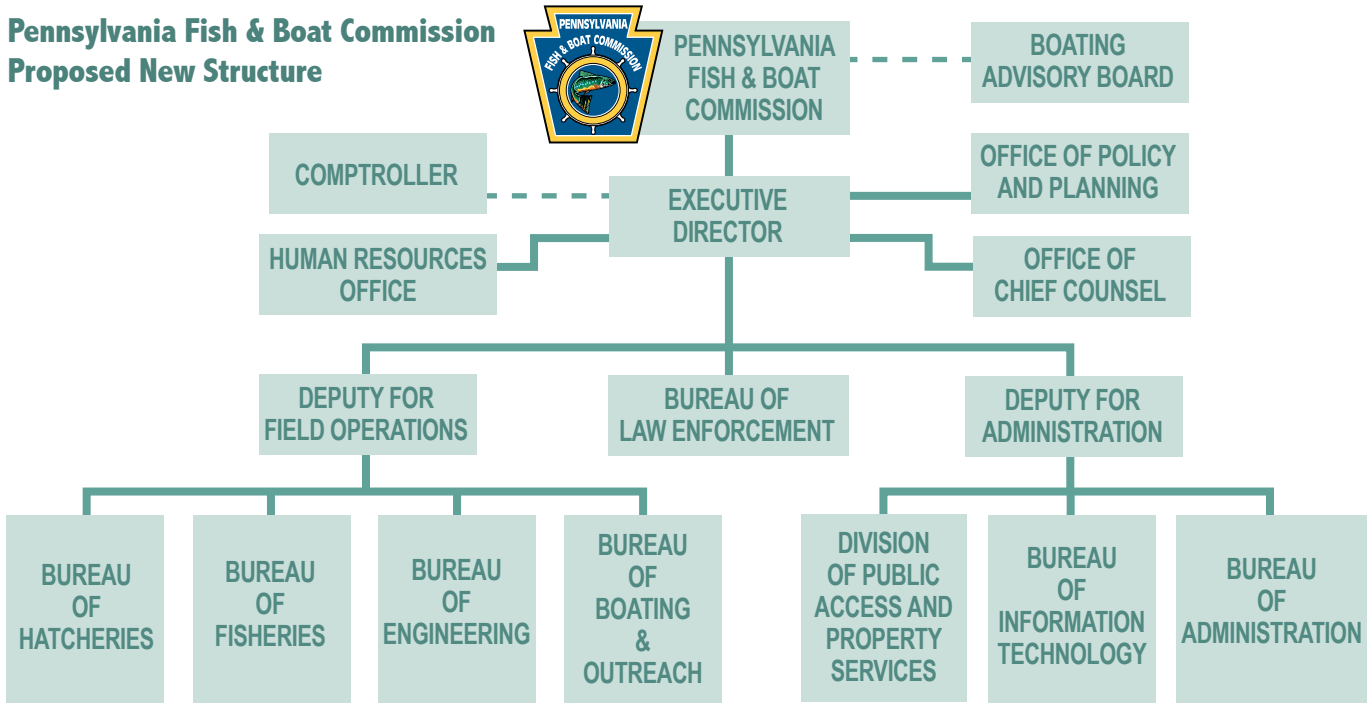 Pennsylvania Fish & Boat Commission
Proposed New Structure
PENNSYLVANIA
FISH & BOAT COMMISSION
PENNSYLVANIA
FISH & BOAT
COMMISSION
BOATING
ADVISORY BOARD
COMPTROLLER
EXECUTIVE
DIRECTOR
OFFICE OF POLICY
AND PLANNING
HUMAN RESOURCES
OFFICE
OFFICE OF
CHIEF COUNSEL
DEPUTY FOR
FIELD OPERATIONS
BUREAU OF
LAW ENFORCEMENT
DEPUTY FOR
ADMINISTRATION
BUREAU
OF
HATCHERIES
BUREAU
OF
FISHERIES
BUREAU
OF
ENGINEERING
BUREAU
OF
BOATING
&
OUTREACH
DIVISION
OF PUBLIC
ACCESS AND
PROPERTY
SERVICES
BUREAU
OF
INFORMATION
TECHNOLOGY
BUREAU
OF
ADMINISTRATION